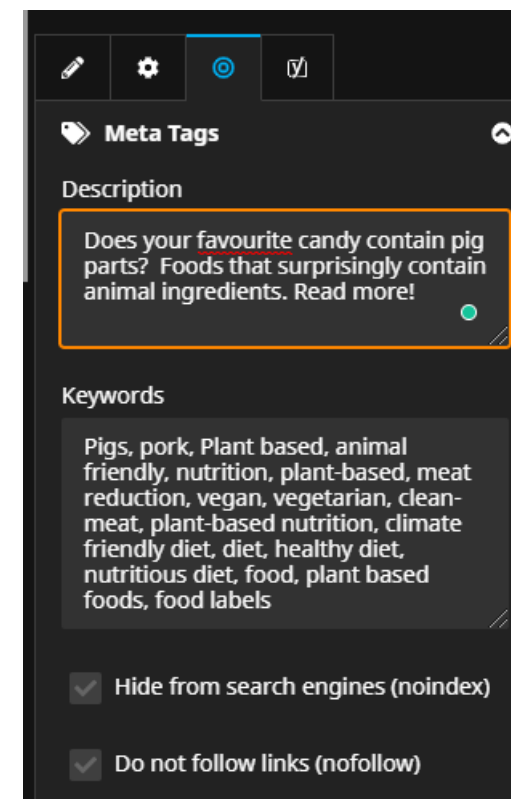 Meta Tags
Description
Does your favourite candy contain pig
parts?  Foods that surprisingly contain
animal ingredients. Read more!
Keywords
Pigs, pork, Plant based, animal
friendly, nutrition, plant-based, meat
reduction, vegan, vegetarian, clean-
meat, plant-based nutrition, climate
friendly diet, diet, healthy diet,
nutritious diet, food, plant based
foods, food labels
Hide from search engines (noindex)
Do not follow links (nofollow)